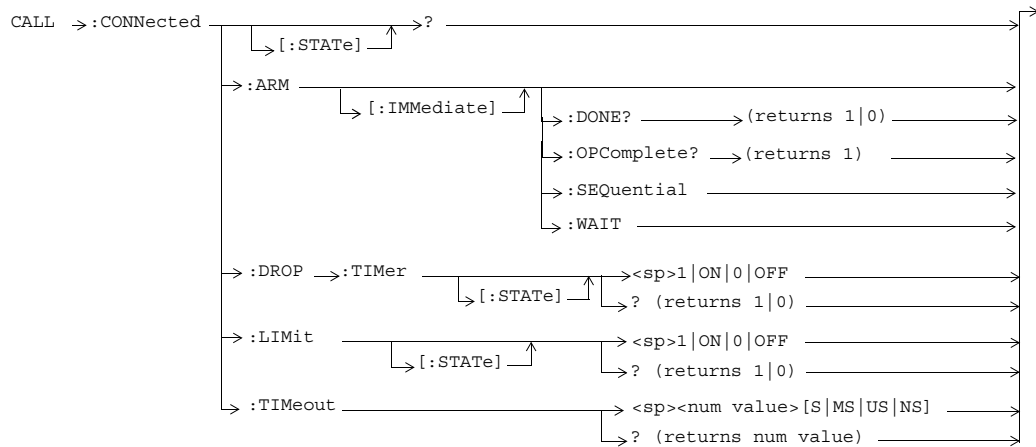 CALL :CONNected ?
[:STATe]
:ARM
[:IMMediate]
:DONE? (returns 1|0)
:OPComplete? (returns 1)
:SEQuential
:WAIT
:DROP :TIMer <sp>1|ON|0|OFF
[:STATe] ? (returns 1|0)
:LIMit <sp>1|ON|0|OFF
[:STATe] ? (returns 1|0)
:TIMeout <sp><num value>[S|MS|US|NS]
? (returns num value)